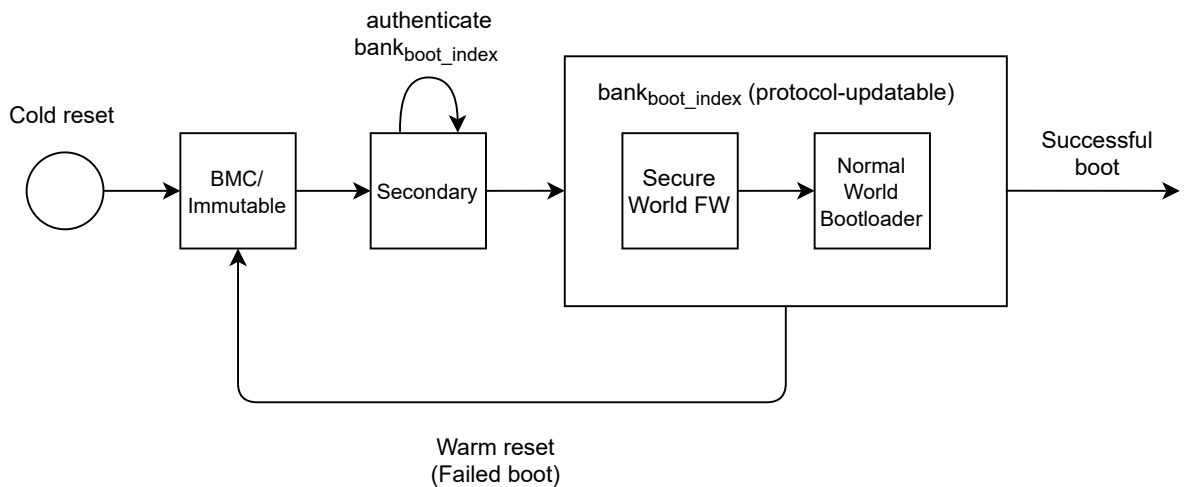 authenticate
bank_boot_index
Cold reset
bank_boot_index (protocol-updatable)
BMC/
Immutable
Secondary
Secure
World FW
Normal
World
Bootloader
Successful
boot
Warm reset
(Failed boot)